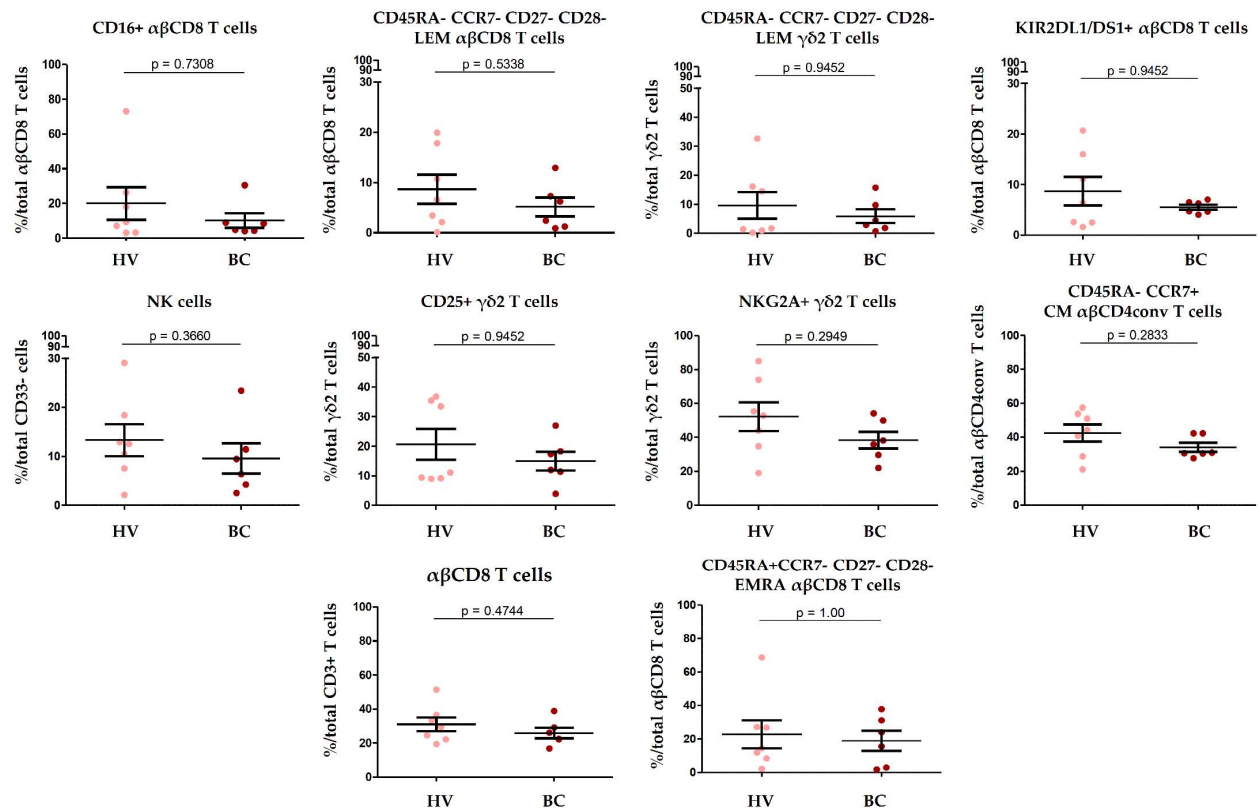 CD16+ αβCD8 T cells
p = 0.7308
%/total αβCD8 T cells
100
80
60
40
20
0
HV
BC
CD45RA- CCR7- CD27- CD28-
LEM αβCD8 T cells
p = 0.5338
%/total αβCD8 T cells
100
90
30
20
10
0
HV
BC
CD45RA- CCR7- CD27- CD28-
LEM γδ2 T cells
p = 0.9452
%/total γδ2 T cells
100
90
50
40
30
20
10
0
HV
BC
KIR2DL1/DS1+ αβCD8 T cells
p = 0.9452
%/total αβCD8 T cells
100
90
30
20
10
0
HV
BC
NK cells
p = 0.3660
%/total CD33- cells
100
90
30
20
10
0
HV
BC
CD25+ γδ2 T cells
p = 0.9452
%/total γδ2 T cells
100
90
50
40
30
20
10
0
HV
BC
NKG2A+ γδ2 T cells
p = 0.2949
%/total γδ2 T cells
100
80
60
40
20
0
HV
BC
CD45RA- CCR7+
CM αβCD4conv T cells
p = 0.2833
%/total αβCD4conv T cells
100
80
60
40
20
0
HV
BC
αβCD8 T cells
p = 0.4744
%/total CD3+ T cells
100
80
60
40
20
0
HV
BC
CD45RA+CCR7- CD27- CD28-
EMRA αβCD8 T cells
p = 1.00
%/total αβCD8 T cells
100
80
60
40
20
0
HV
BC